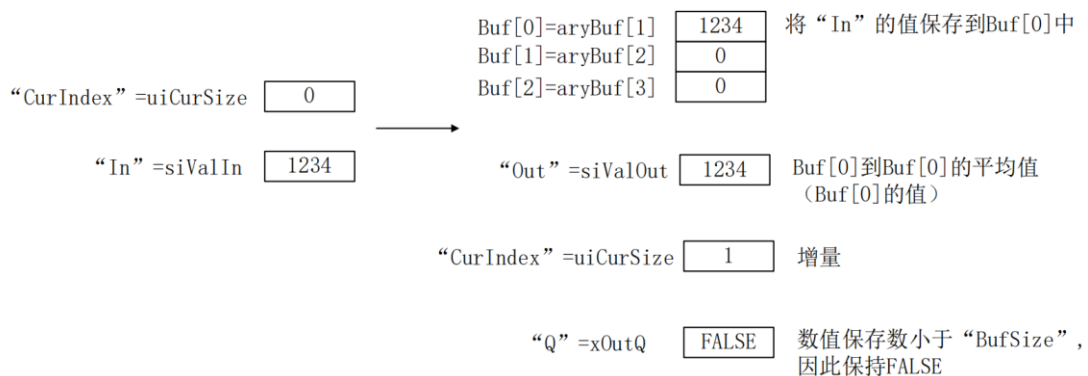 Buf[0]=aryBuf[1] 1234 将“In”的值保存到Buf[0]中
Buf[1]=aryBuf[2] 0
“CurIndex”=uiCurSize 0
Buf[2]=aryBuf[3] 0
“In”=siValIn 1234
“Out”=siValOut 1234 Buf[0]到Buf[0]的平均值
（Buf[0]的值）
“CurIndex”=uiCurSize 1 增量
“Q”=xOutQ FALSE 数值保存数小于“BufSize”，
因此保持FALSE